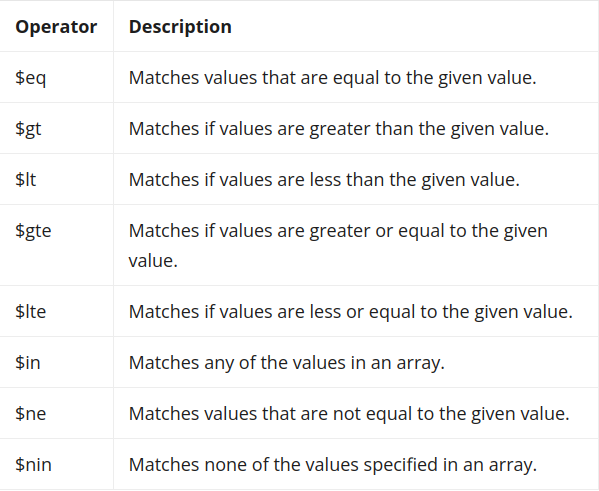 Operator Description
$eq Matches values that are equal to the given value.
$gt Matches if values are greater than the given value.
$lt Matches if values are less than the given value.
$gte Matches if values are greater or equal to the given
value.
$lte Matches if values are less or equal to the given value.
$in Matches any of the values in an array.
$ne Matches values that are not equal to the given value.
$nin Matches none of the values specified in an array.